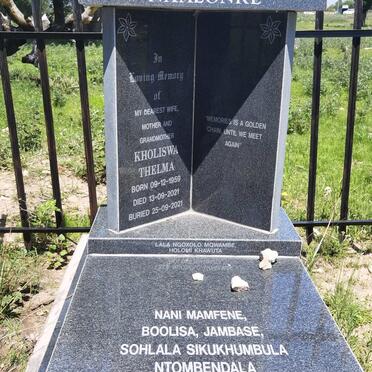 In
Loving Memory
of
MY DEAREST WIFE,
MOTHER AND
GRANDMOTHER
KHOLISWA
THELMA
BORN 09-12-1959
DIED 13-09-2021
BURIED 25-09-2021
"MEMORIES IS A GOLDEN
CHAIN, UNTIL WE MEET
AGAIN"
LALA NGOXOLO MQWAMBE
HOLOMI KHAWUTA
NANI MAMFENE,
BOOLISA, JAMBASE,
SOHLALA SIKUKHUMBULA
NTOMBENDALA